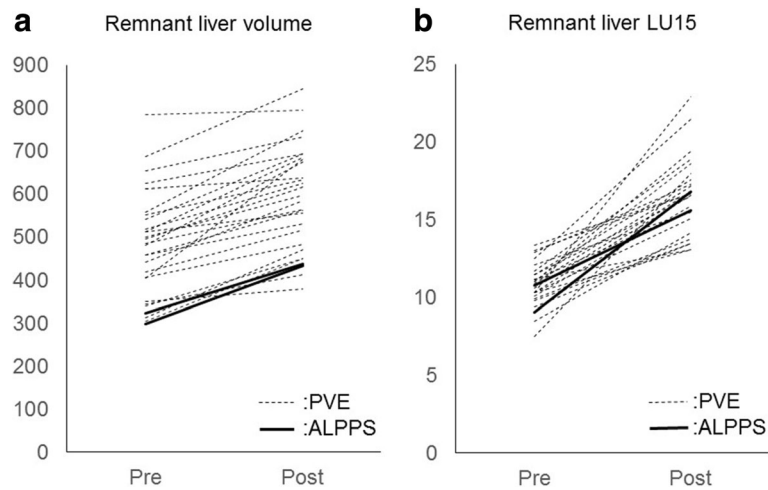 a
Remnant liver volume
900
800
700
600
500
400
300
200
100
0
:PVE
:ALPPS
Pre
Post
b
Remnant liver LU15
25
20
15
10
5
0
:PVE
:ALPPS
Pre
Post